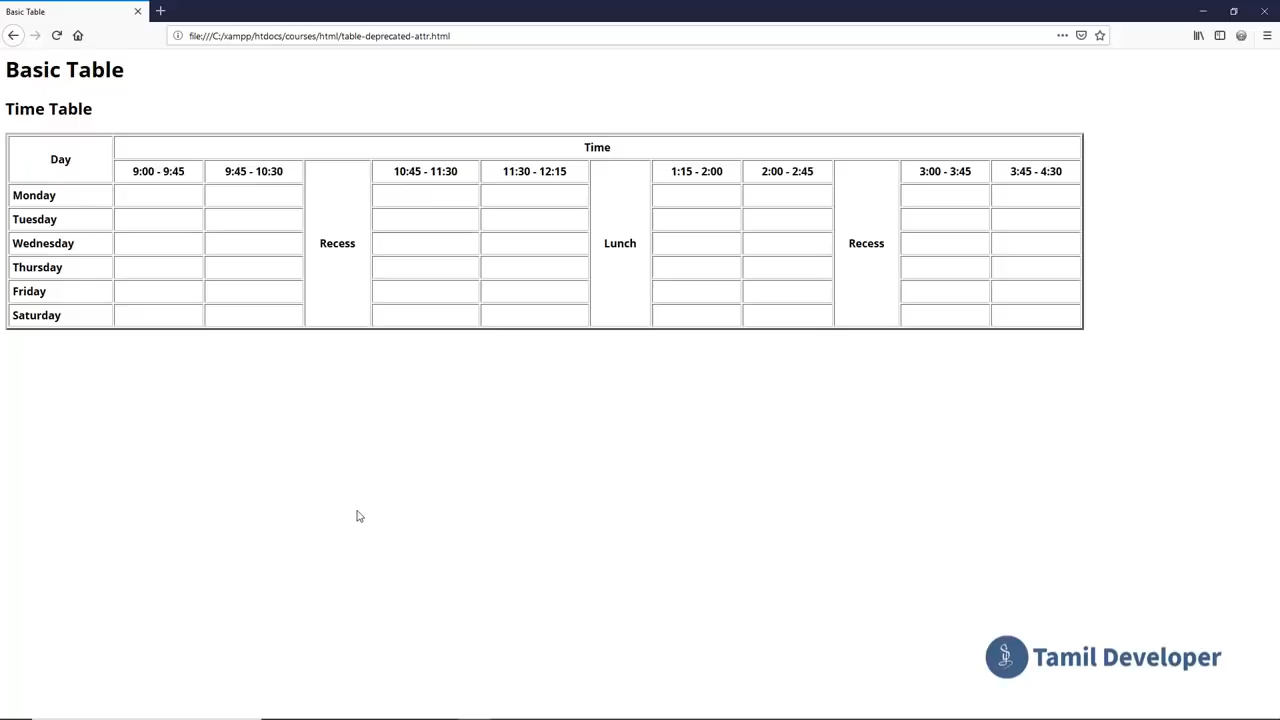 Basic Table
file:///C:/xampp/htdocs/courses/html/table-deprecated-attr.html
Basic Table
Time Table
Day
Time
9:00 - 9:45 9:45 - 10:30 Recess 10:45 - 11:30 11:30 - 12:15 Lunch 1:15 - 2:00 2:00 - 2:45 Recess 3:00 - 3:45 3:45 - 4:30
Monday
Tuesday
Wednesday
Thursday
Friday
Saturday
Tamil Developer